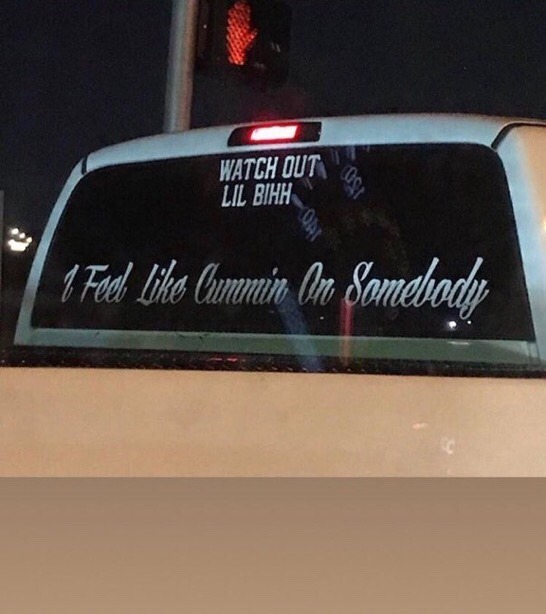 WATCH OUT
LIL BIHH
I Feel Like Cummin On Somebody